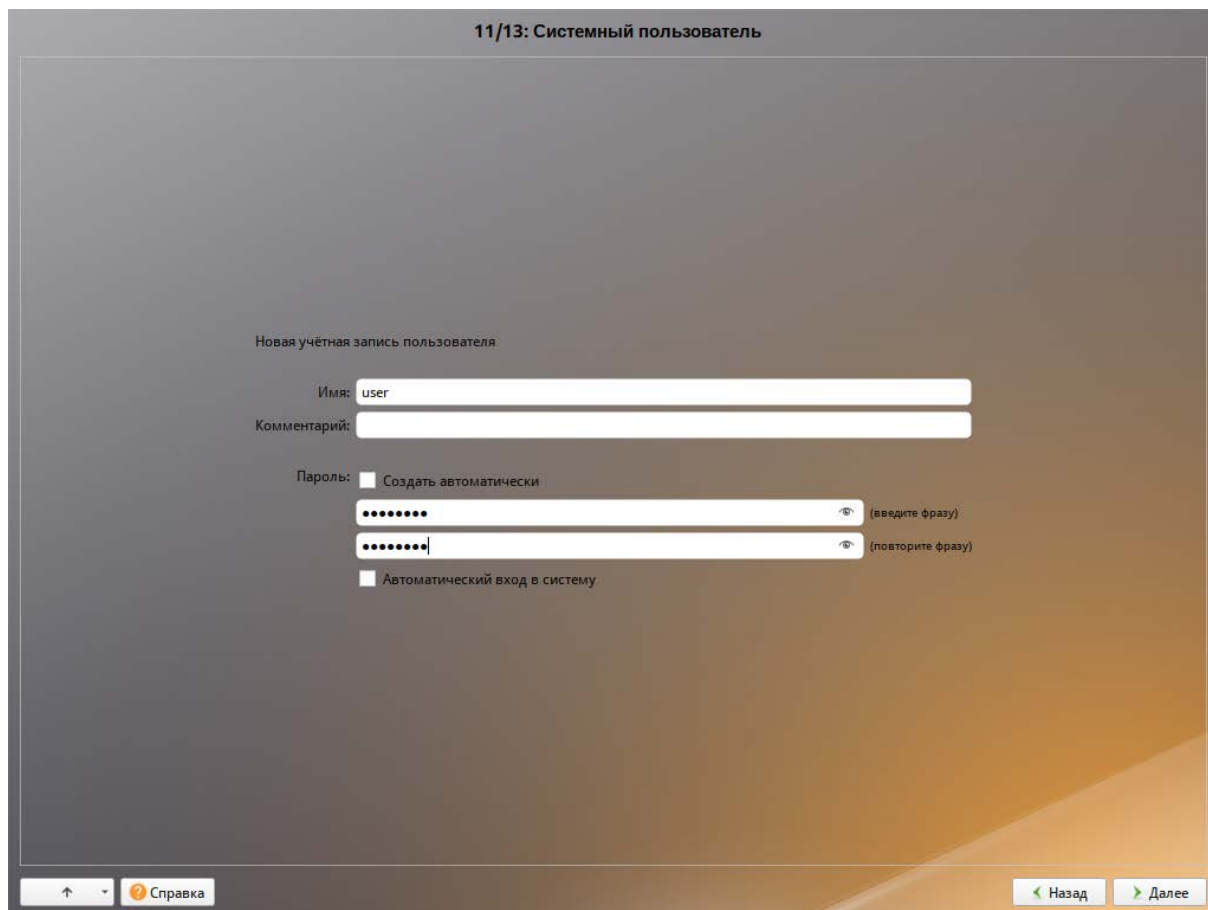 11/13: Системный пользователь
Новая учётная запись пользователя
Имя: user
Комментарий:
Пароль: Создать автоматически
•••••••• (введите фразу)
•••••••• (повторите фразу)
Автоматический вход в систему
Справка Назад Далее